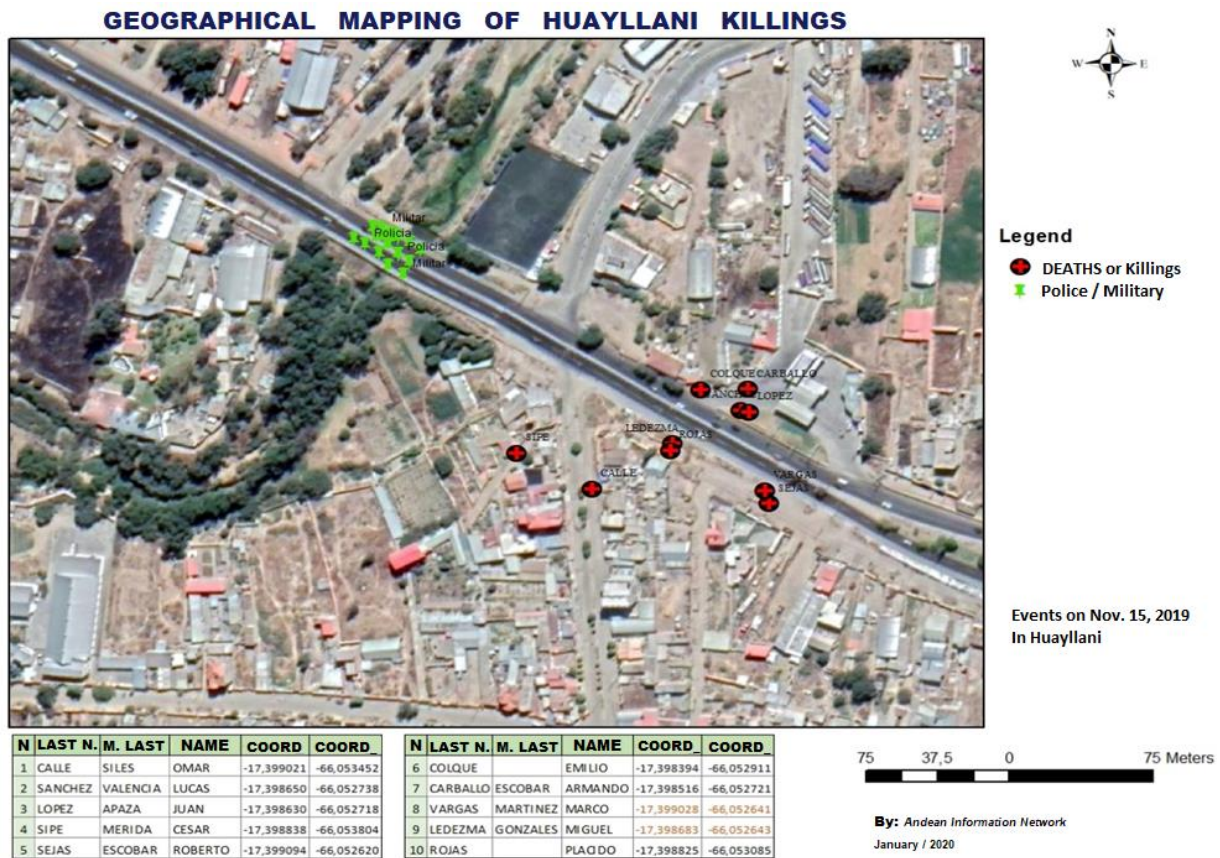 GEOGRAPHICAL MAPPING OF HUAYLLANI KILLINGS
N
W E
S
Militar
Policia
Policia
Militar
Legend
DEATHS or Killings
Police / Military
COLQUE CARBALLO
SANCHEZ LOPEZ
LEDEZMA ROJAS
SIPE
CALLE
VARGAS
SEJAS
Events on Nov. 15, 2019
In Huayllani
N LAST N. M. LAST NAME COORD COORD_
1 CALLE SILES OMAR -17,399021 -66,053452
2 SANCHEZ VALENCIA LUCAS -17,398650 -66,052738
3 LOPEZ APAZA JUAN -17,398630 -66,052718
4 SIPE MERIDA CESAR -17,398838 -66,053804
5 SEJAS ESCOBAR ROBERTO -17,399094 -66,052620
N LAST N. M. LAST NAME COORD_ COORD_
6 COLQUE EMILIO -17,398394 -66,052911
7 CARBALLO ESCOBAR ARMANDO -17,398516 -66,052721
8 VARGAS MARTINEZ MARCO -17,399028 -66,052641
9 LEDEZMA GONZALES MIGUEL -17,398683 -66,052643
10 ROJAS PLACIDO -17,398825 -66,053085
75 37,5 0 75 Meters
By: Andean Information Network
January / 2020